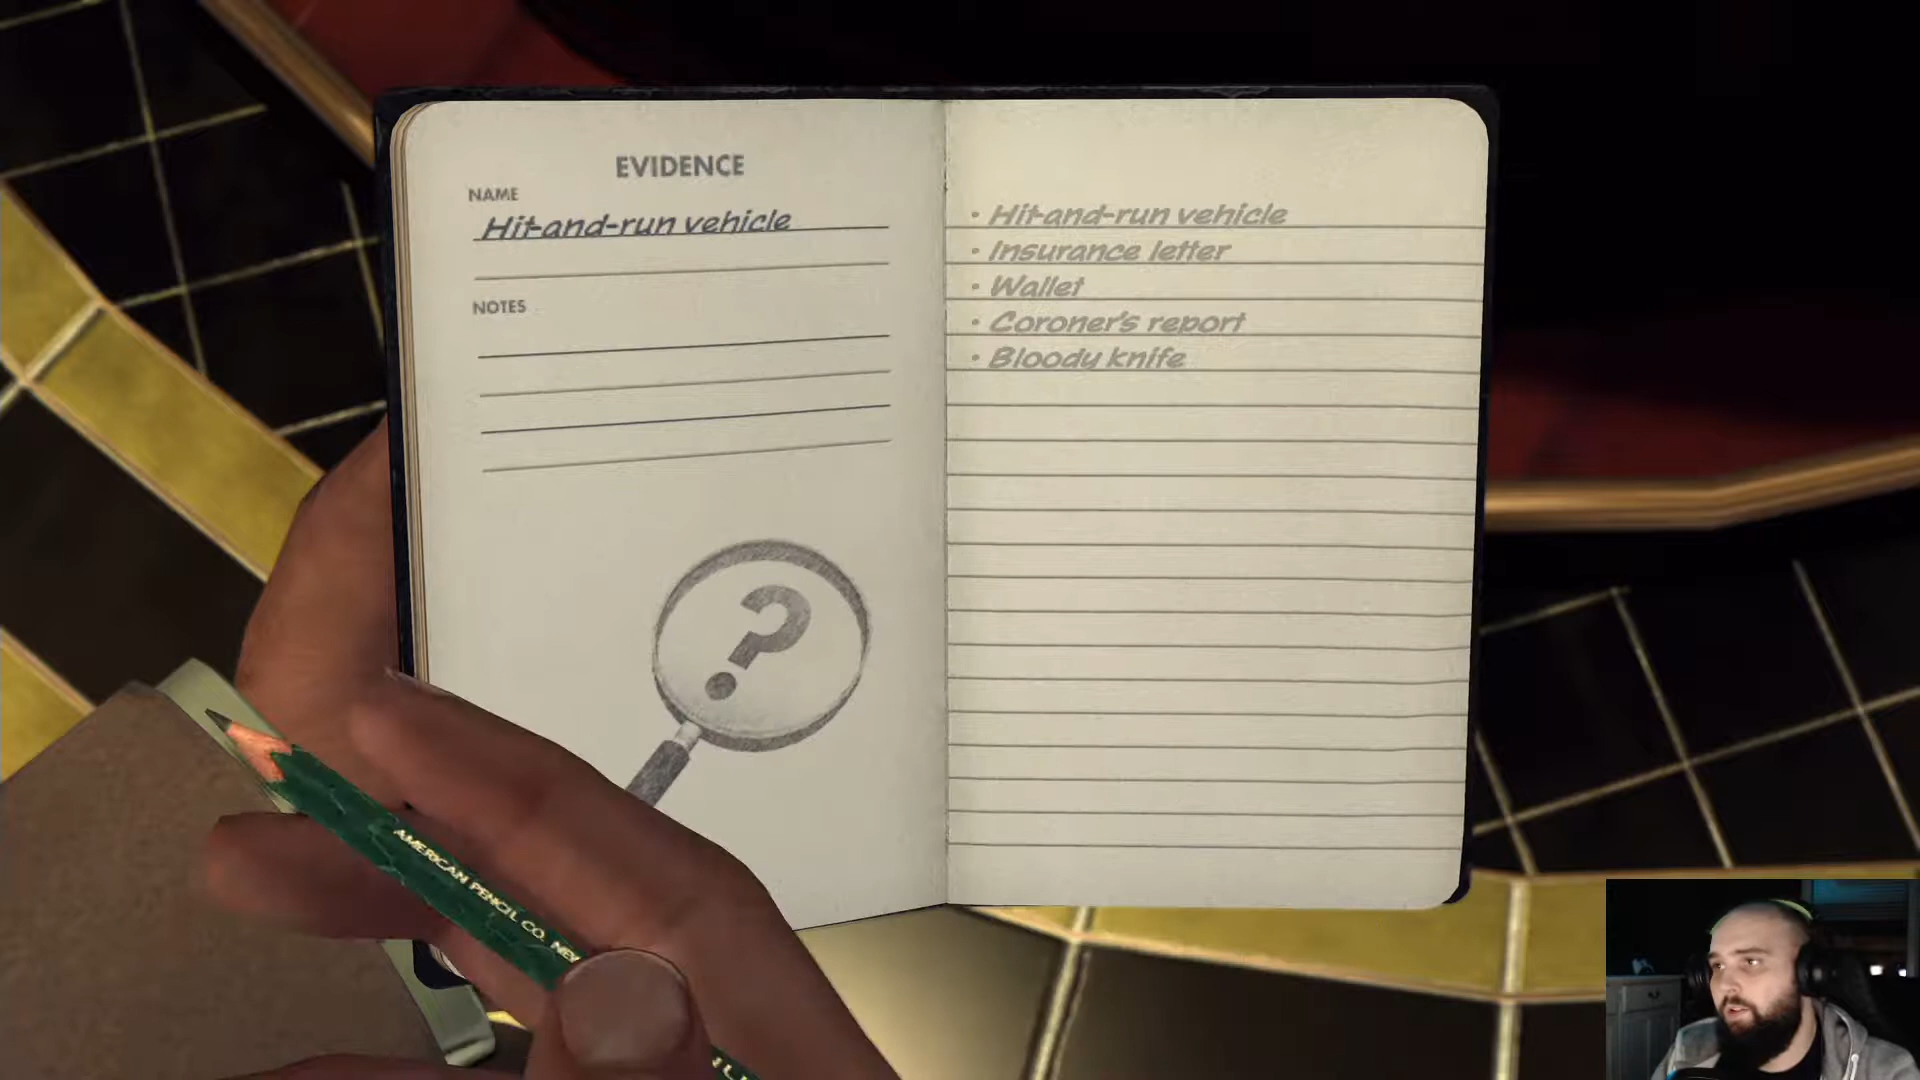 EVIDENCE
NAME
Hit-and-run vehicle
NOTES
• Hit-and-run vehicle
• Insurance letter
• Wallet
• Coroner's report
• Bloody knife
?
AMERICAN PENCIL CO. NEW